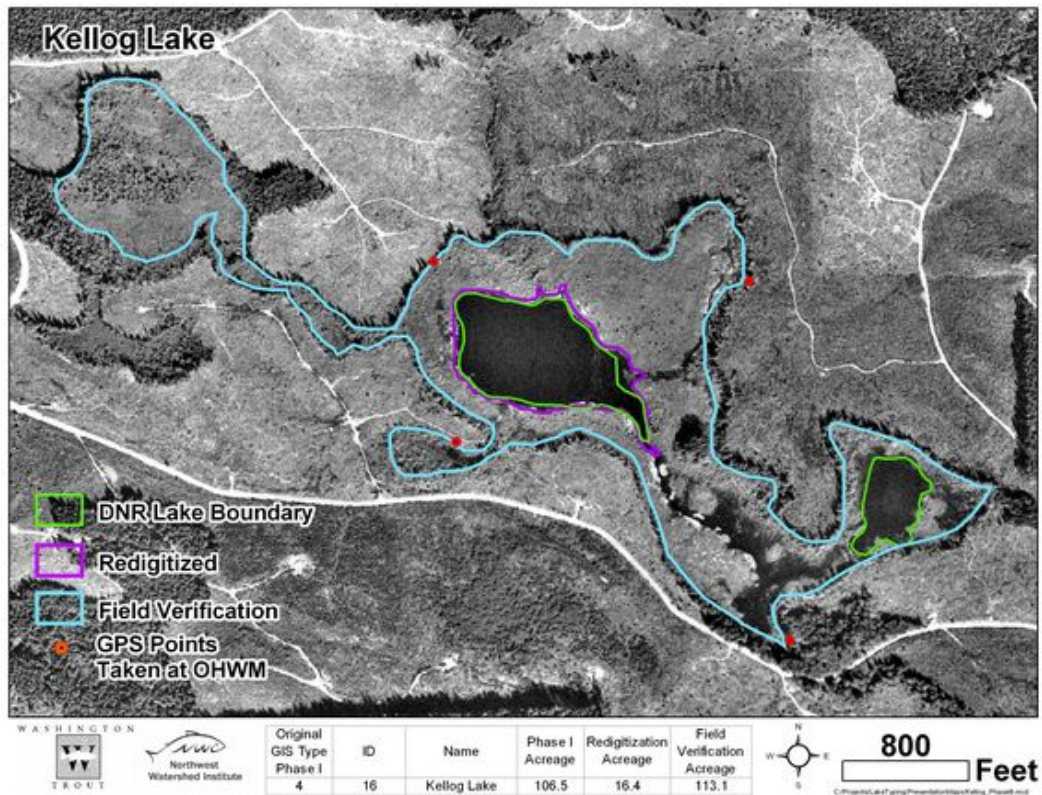 Kellog Lake
DNR Lake Boundary
Redigitized
Field Verification
GPS Points
Taken at OHWM
WASHINGTON
TROUT
NWC
Northwest
Watershed Institute
Original
GIS Type
Phase I
ID
Name
Phase I
Acreage
Redigitization
Acreage
Field
Verification
Acreage
4
16
Kellog Lake
106.5
16.4
113.1
N
W
E
S
800
Feet